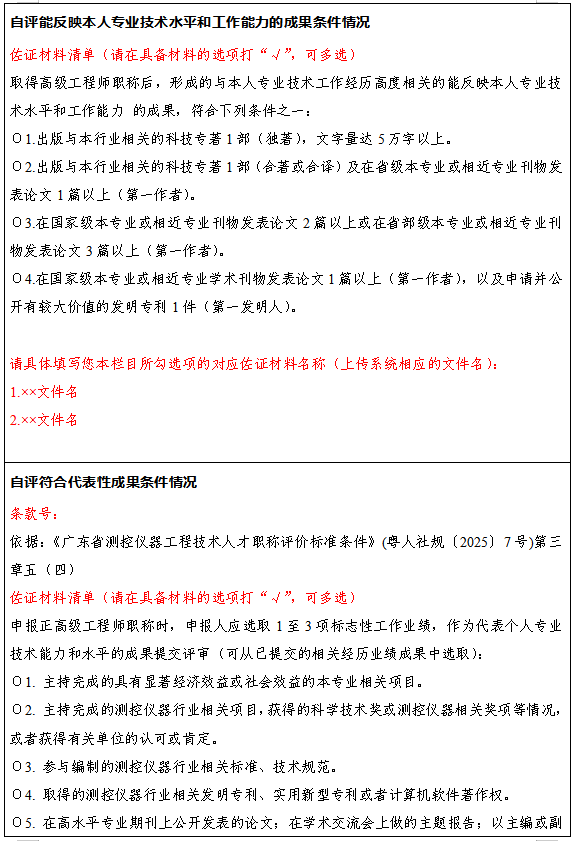 自评能反映本人专业技术水平和工作能力的成果条件情况
佐证材料清单（请在具备材料的选项打“√”，可多选）
取得高级工程师职称后，形成的与本人专业技术工作经历高度相关的能反映本人专业技
术水平和工作能力 的成果，符合下列条件之一：
○1.出版与本行业相关的科技专著 1 部（独著），文字量达 5 万字以上。
○2.出版与本行业相关的科技专著 1 部（合著或合译）及在省级本专业或相近专业刊物发
表论文 1 篇以上（第一作者）。
○3.在国家级本专业或相近专业刊物发表论文 2 篇以上或在省部级本专业或相近专业刊
物发表论文 3 篇以上（第一作者）。
○4.在国家级本专业或相近专业学术刊物发表论文 1 篇以上（第一作者），以及申请并公
开有较大价值的发明专利 1 件（第一发明人）。
请具体填写您本栏目所勾选项的对应佐证材料名称（上传系统相应的文件名）：
1.××文件名
2.××文件名
自评符合代表性成果条件情况
条款号：
依据：《广东省测控仪器工程技术人才职称评价标准条件》(粤人社规〔2025〕7 号)第三
章五（四）
佐证材料清单（请在具备材料的选项打“√”，可多选）
申报正高级工程师职称时，申报人应选取 1 至 3 项标志性工作业绩，作为代表个人专业
技术能力和水平的成果提交评审（可从已提交的相关经历业绩成果中选取）：
○1. 主持完成的具有显著经济效益或社会效益的本专业相关项目。
○2. 主持完成的测控仪器行业相关项目，获得的科学技术奖或测控仪器相关奖项等情况，
或者获得有关单位的认可或肯定。
○3. 参与编制的测控仪器行业相关标准、技术规范。
○4. 取得的测控仪器行业相关发明专利、实用新型专利或者计算机软件著作权。
○5. 在高水平专业期刊上公开发表的论文；在学术交流会上做的主题报告；以主编或副